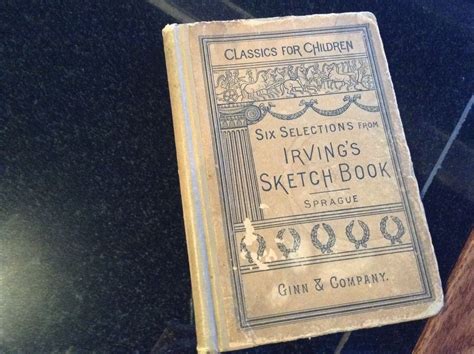 CLASSICS FOR CHILDREN
SIX SELECTIONS FROM
IRVING'S
SKETCH BOOK
SPRAGUE
GINN & COMPANY.